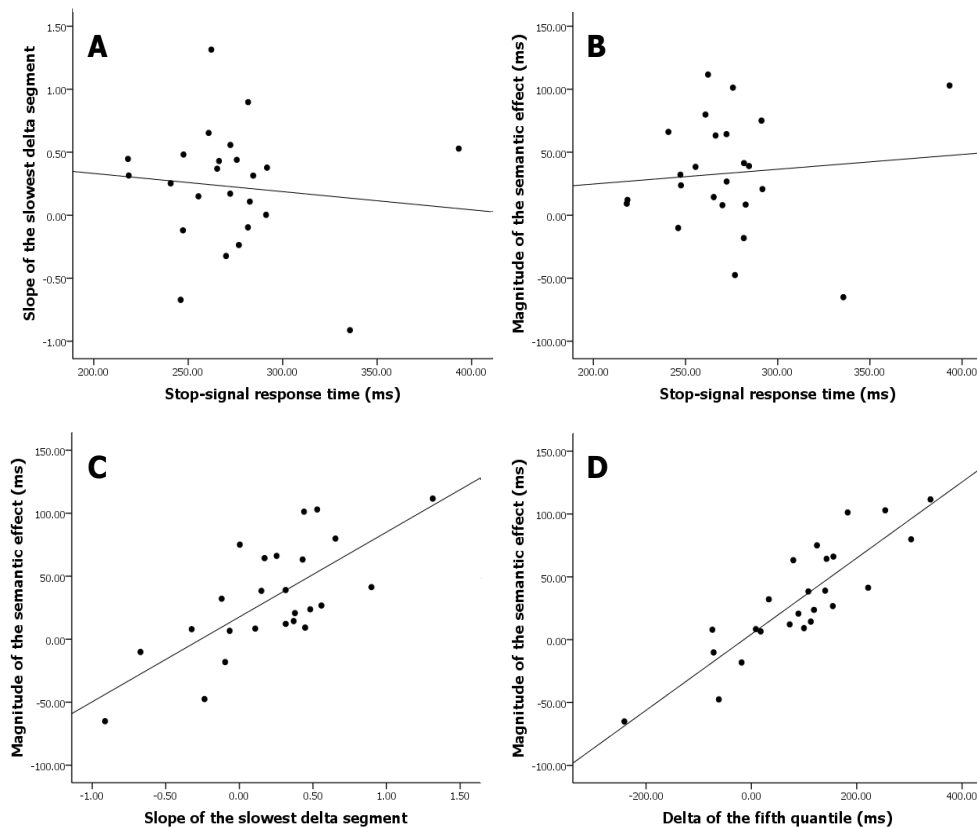 A
Slope of the slowest delta segment
1.50
1.00
0.50
0.00
-0.50
-1.00
200.00 250.00 300.00 350.00 400.00
Stop-signal response time (ms)
B
Magnitude of the semantic effect (ms)
150.00
100.00
50.00
0.00
-50.00
-100.00
200.00 250.00 300.00 350.00 400.00
Stop-signal response time (ms)
C
Magnitude of the semantic effect (ms)
150.00
100.00
50.00
0.00
-50.00
-100.00
-1.00 -0.50 0.00 0.50 1.00 1.50
Slope of the slowest delta segment
D
Magnitude of the semantic effect (ms)
150.00
100.00
50.00
0.00
-50.00
-100.00
-200.00 0.00 200.00 400.00
Delta of the fifth quantile (ms)